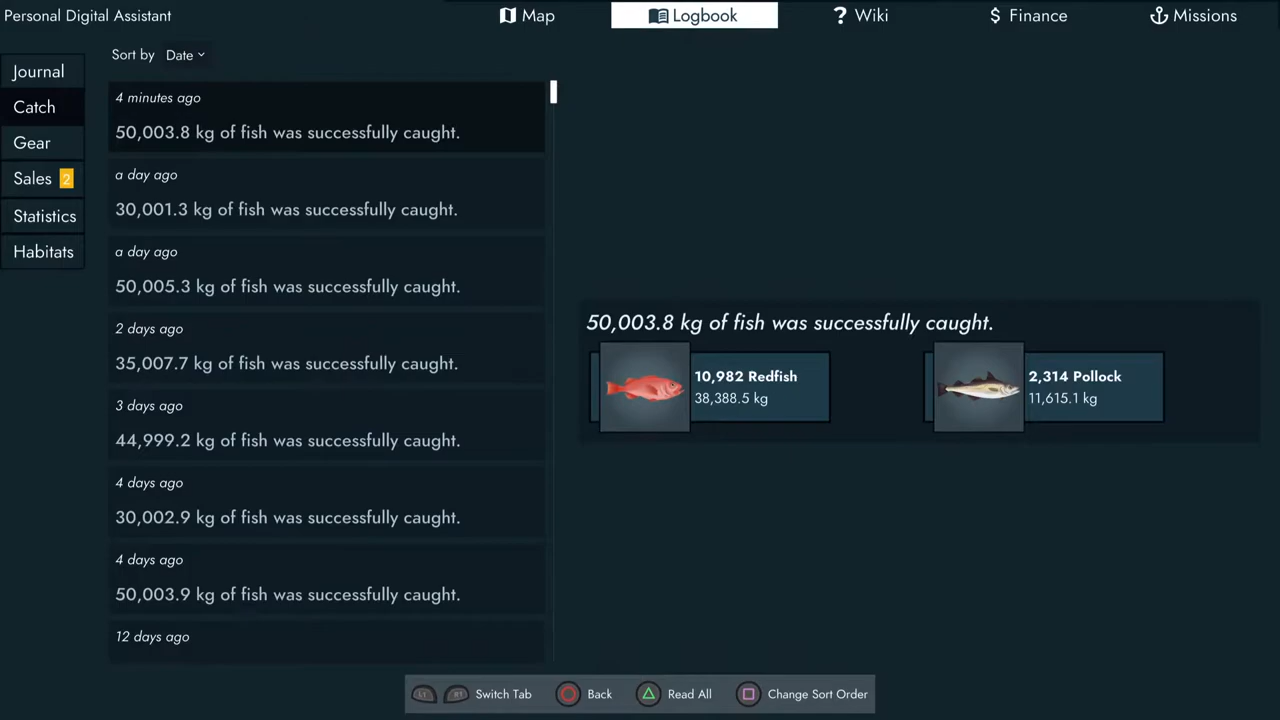 Personal Digital Assistant
Map
Logbook
? Wiki
$ Finance
Missions
Journal
Catch
Gear
Sales 2
Statistics
Habitats
Sort by Date
4 minutes ago
50,003.8 kg of fish was successfully caught.
a day ago
30,001.3 kg of fish was successfully caught.
a day ago
50,005.3 kg of fish was successfully caught.
2 days ago
35,007.7 kg of fish was successfully caught.
3 days ago
44,999.2 kg of fish was successfully caught.
4 days ago
30,002.9 kg of fish was successfully caught.
4 days ago
50,003.9 kg of fish was successfully caught.
12 days ago
50,003.8 kg of fish was successfully caught.
10,982 Redfish
38,388.5 kg
2,314 Pollock
11,615.1 kg
L1 R1 Switch Tab
Back
Read All
Change Sort Order